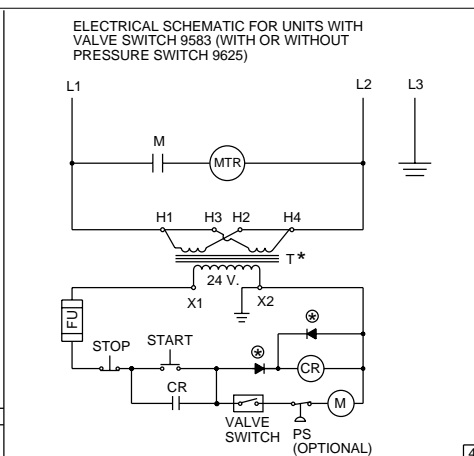 ELECTRICAL SCHEMATIC FOR UNITS WITH
VALVE SWITCH 9583 (WITH OR WITHOUT
PRESSURE SWITCH 9625)
L1 L2 L3
M
MTR
H1 H3 H2 H4
T*
24 V.
X1 X2
FU
STOP START
* *
CR CR
M
VALVE
SWITCH
PS
(OPTIONAL)